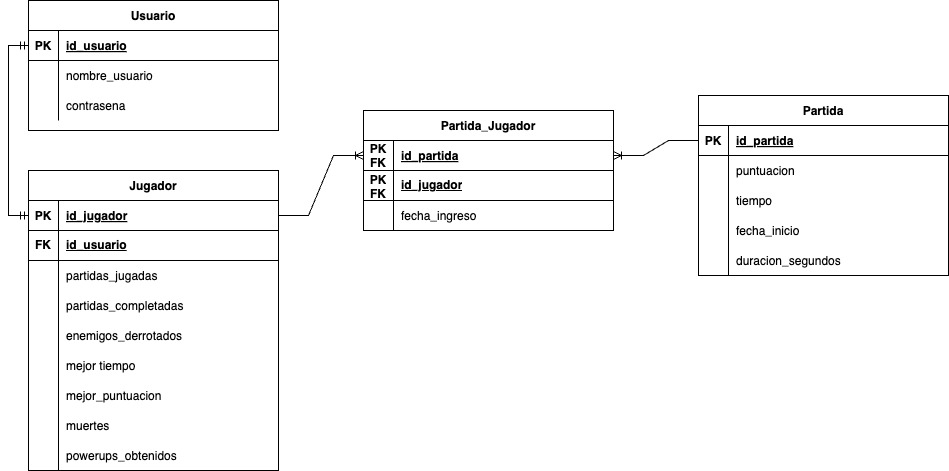 Usuario
PK id_usuario
nombre_usuario
contrasena
Jugador
PK id_jugador
FK id_usuario
partidas_jugadas
partidas_completadas
enemigos_derrotados
mejor tiempo
mejor_puntuacion
muertes
powerups_obtenidos
Partida_Jugador
PK FK id_partida
PK FK id_jugador
fecha_ingreso
Partida
PK id_partida
puntuacion
tiempo
fecha_inicio
duracion_segundos